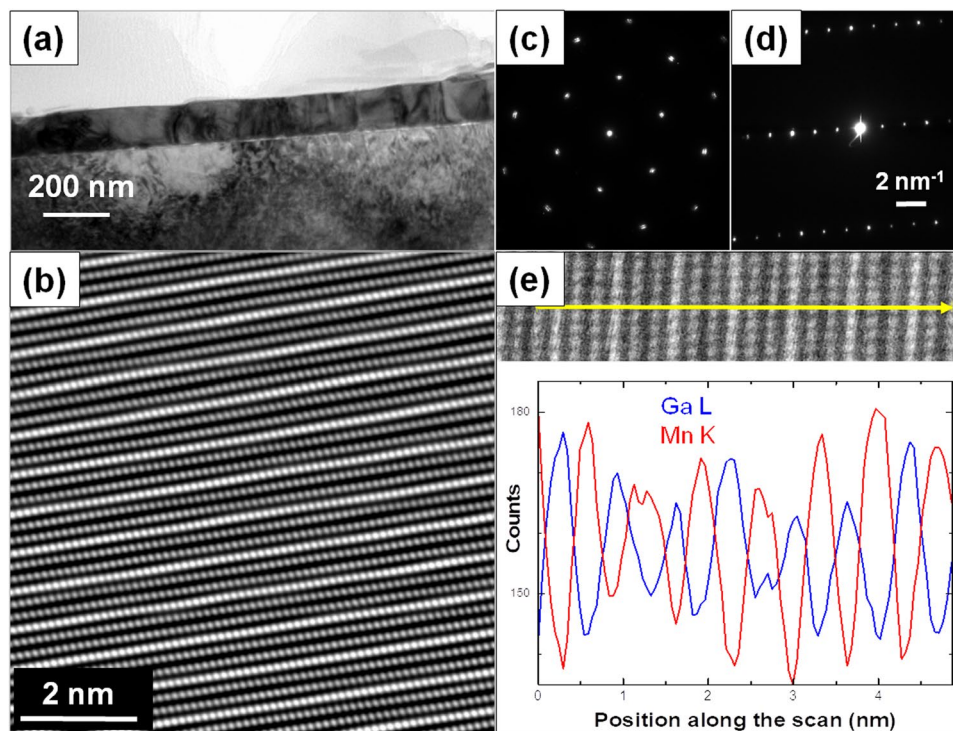 (a)
200 nm
(b)
2 nm
(c)
(d)
2 nm-1
(e)
Ga L
Mn K
180
150
Counts
0 1 2 3 4
Position along the scan (nm)